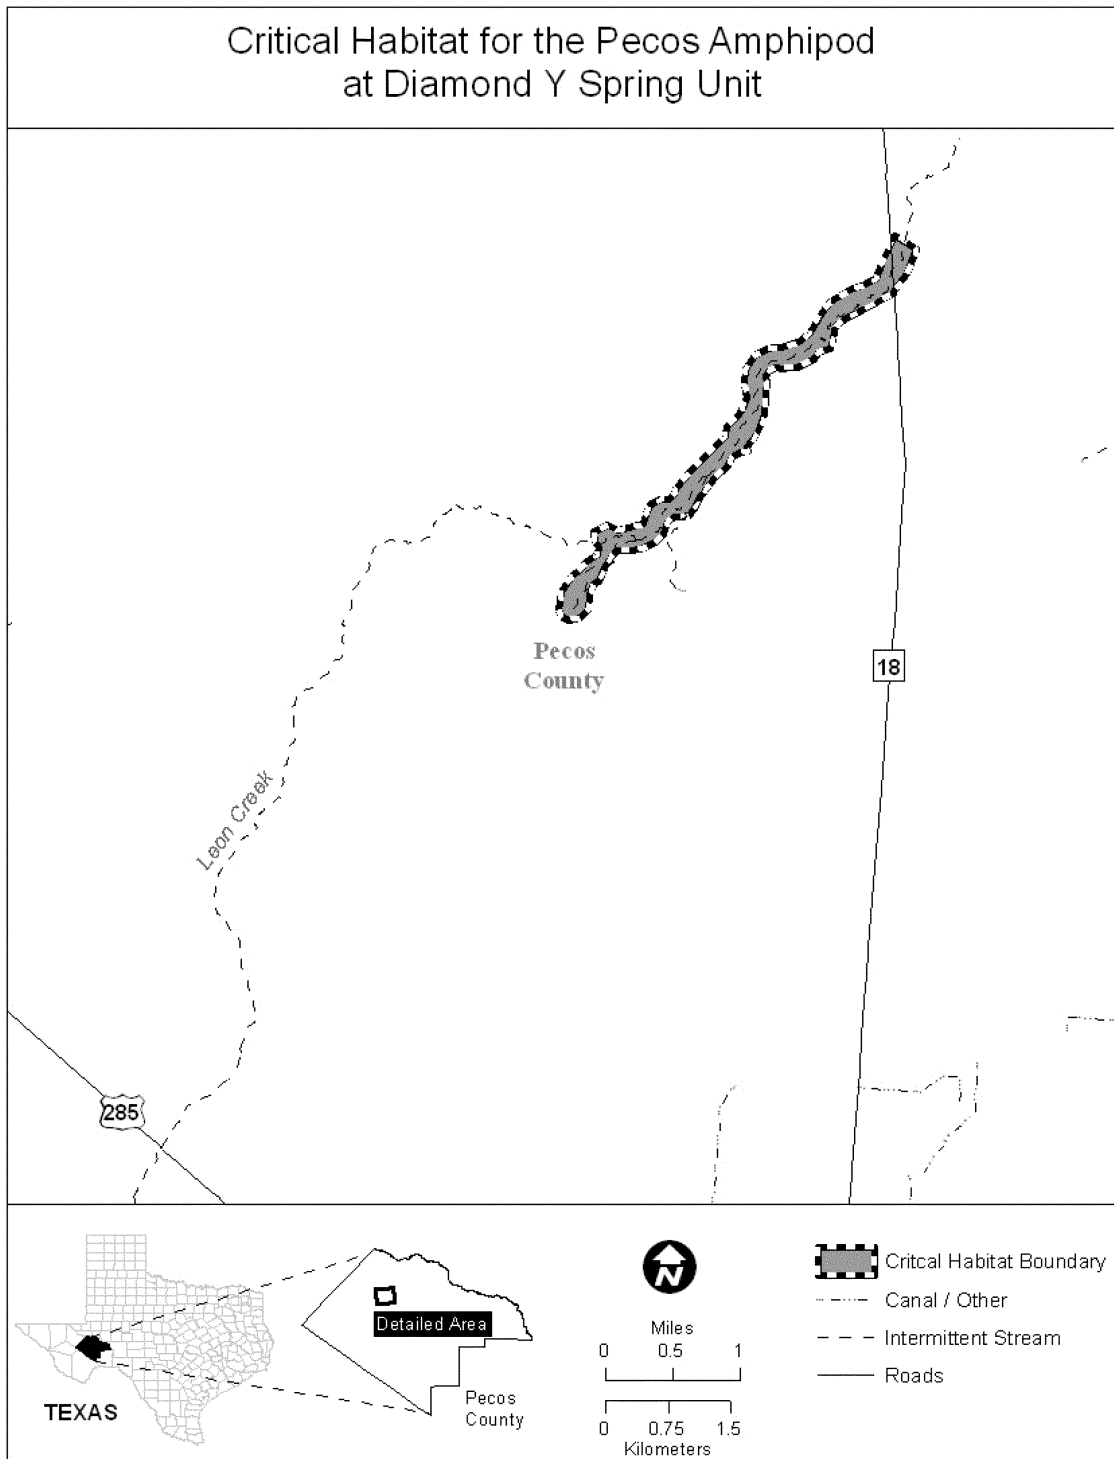 Critical Habitat for the Pecos Amphipod
at Diamond Y Spring Unit
Pecos
County
18
Leon Creek
285
TEXAS
Detailed Area
Pecos
County
N
Miles
0 0.5 1
0 0.75 1.5
Kilometers
Critcal Habitat Boundary
Canal / Other
Intermittent Stream
Roads